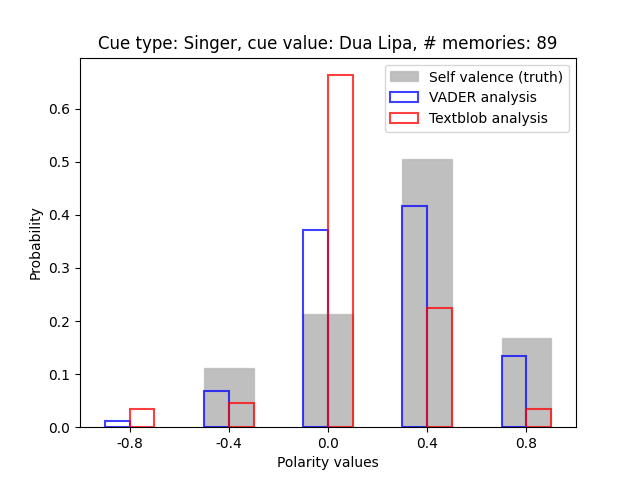 Cue type: Singer, cue value: Dua Lipa, # memories: 89
Self valence (truth)
VADER analysis
Textblob analysis
Probability
0.6
0.5
0.4
0.3
0.2
0.1
0.0
-0.8 -0.4 0.0 0.4 0.8
Polarity values